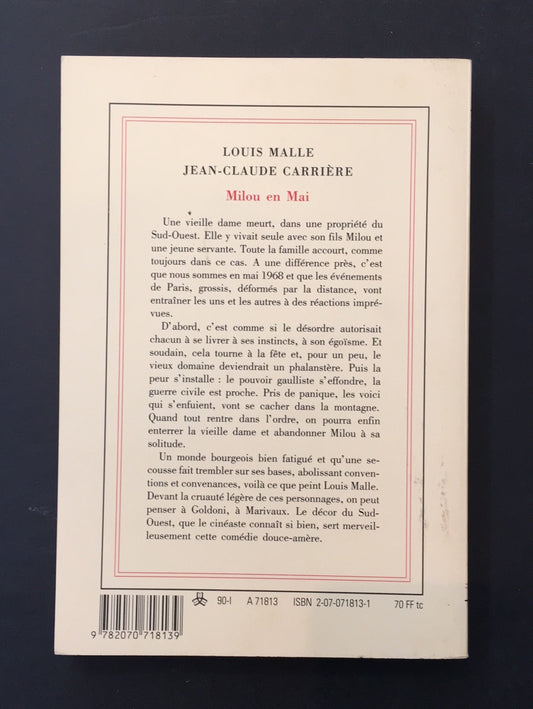 LOUIS MALLE
JEAN-CLAUDE CARRIÈRE
Milou en Mai
Une vieille dame meurt, dans une propriété du
Sud-Ouest. Elle y vivait seule avec son fils Milou et
une jeune servante. Toute la famille accourt, comme
toujours dans ce cas. A une différence près, c'est
que nous sommes en mai 1968 et que les événements
de Paris, grossis, déformés par la distance, vont
entraîner les uns et les autres à des réactions impré-
vues.
D'abord, c'est comme si le désordre autorisait
chacun à se livrer à ses instincts, à son égoïsme. Et
soudain, cela tourne à la fête et, pour un peu, le
vieux domaine deviendrait un phalanstère. Puis la
peur s'installe : le pouvoir gaulliste s'effondre, la
guerre civile est proche. Pris de panique, les voici
qui s'enfuient, vont se cacher dans la montagne.
Quand tout rentre dans l'ordre, on pourra enfin
enterrer la vieille dame et abandonner Milou à sa
solitude.
Un monde bourgeois bien fatigué et qu'une se-
cousse fait trembler sur ses bases, abolissant conven-
tions et convenances, voilà ce que peint Louis Malle.
Devant la cruauté légère de ces personnages, on peut
penser à Goldoni, à Marivaux. Le décor du Sud-
Ouest, que le cinéaste connaît si bien, sert merveil-
leusement cette comédie douce-amère.
90-I A 71813 ISBN 2-07-071813-1 70 FF tc
9 782070 718139